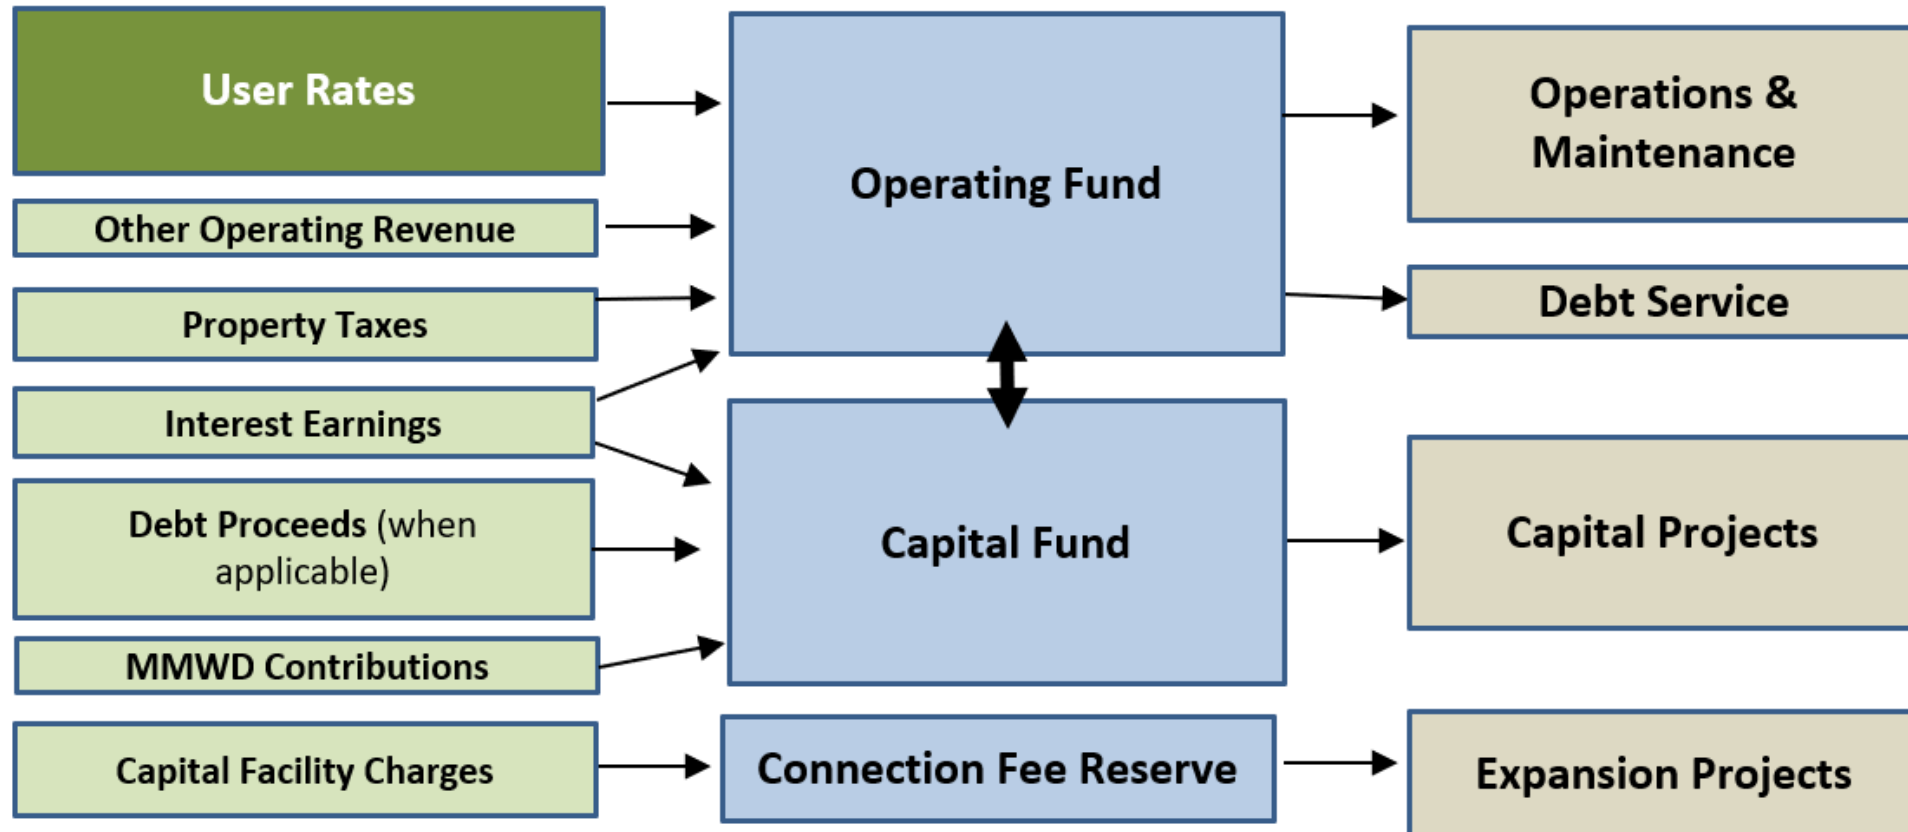 User Rates
Other Operating Revenue
Property Taxes
Interest Earnings
Debt Proceeds (when
applicable)
MMWD Contributions
Capital Facility Charges
Operating Fund
Capital Fund
Connection Fee Reserve
Operations &
Maintenance
Debt Service
Capital Projects
Expansion Projects